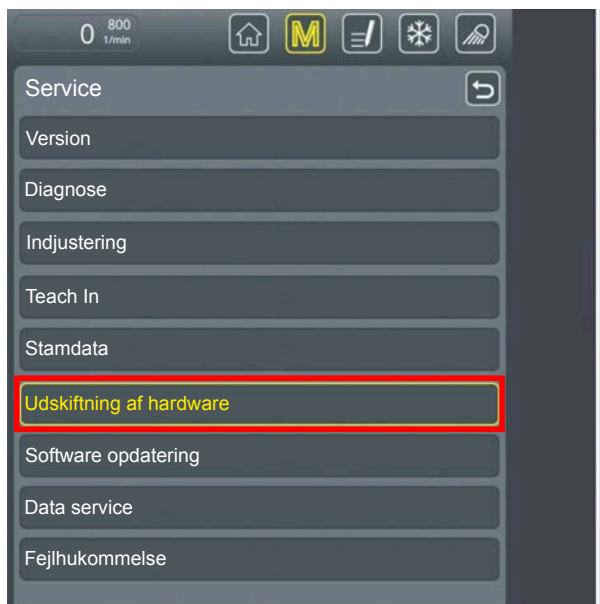 0 800 1/min
M
Service
Version
Diagnose
Indjustering
Teach In
Stamdata
Udskiftning af hardware
Software opdatering
Data service
Fejlhukommelse